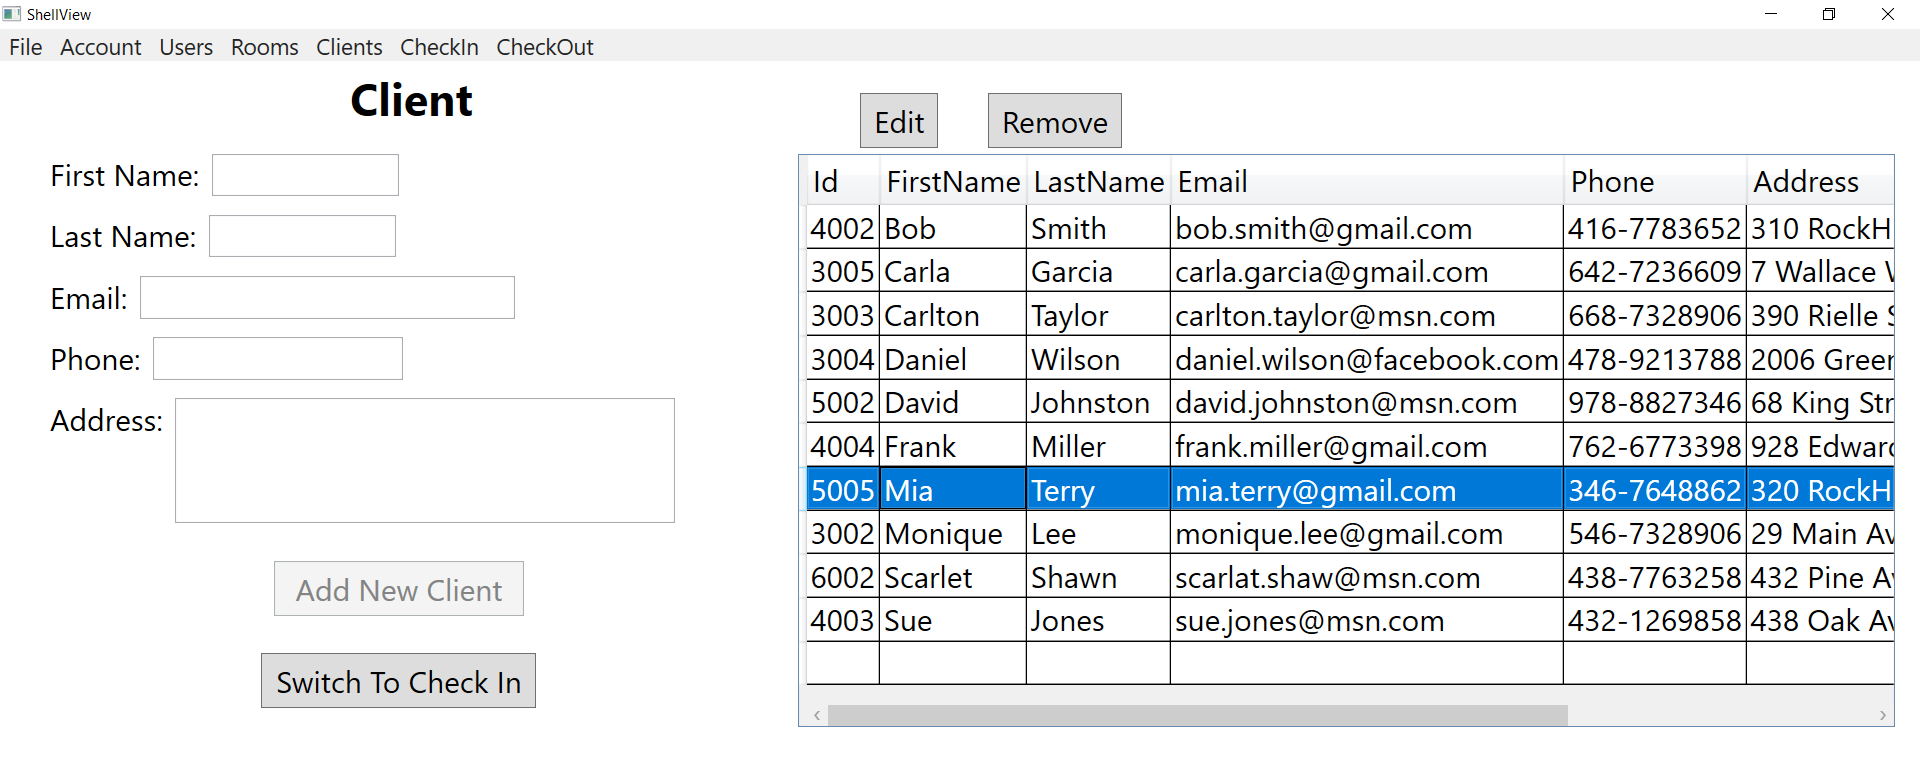 ShellView
File Account Users Rooms Clients CheckIn CheckOut
Client
First Name:
Last Name:
Email:
Phone:
Address:
Add New Client
Switch To Check In
Edit Remove
Id FirstName LastName Email Phone Address
4002 Bob Smith bob.smith@gmail.com 416-7783652 310 RockH
3005 Carla Garcia carla.garcia@gmail.com 642-7236609 7 Wallace
3003 Carlton Taylor carlton.taylor@msn.com 668-7328906 390 Rielle S
3004 Daniel Wilson daniel.wilson@facebook.com 478-9213788 2006 Green
5002 David Johnston david.johnston@msn.com 978-8827346 68 King Str
4004 Frank Miller frank.miller@gmail.com 762-6773398 928 Edward
5005 Mia Terry mia.terry@gmail.com 346-7648862 320 RockH
3002 Monique Lee monique.lee@gmail.com 546-7328906 29 Main Av
6002 Scarlet Shawn scarlat.shaw@msn.com 438-7763258 432 Pine Av
4003 Sue Jones sue.jones@msn.com 432-1269858 438 Oak Av